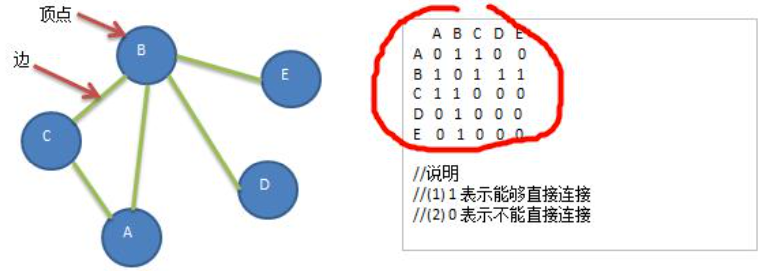 顶点
边
B
E
C
D
A
A B C D E
A 0 1 1 0 0
B 1 0 1 1 1
C 1 1 0 0 0
D 0 1 0 0 0
E 0 1 0 0 0
//说明
//(1) 1 表示能够直接连接
//(2) 0 表示不能直接连接